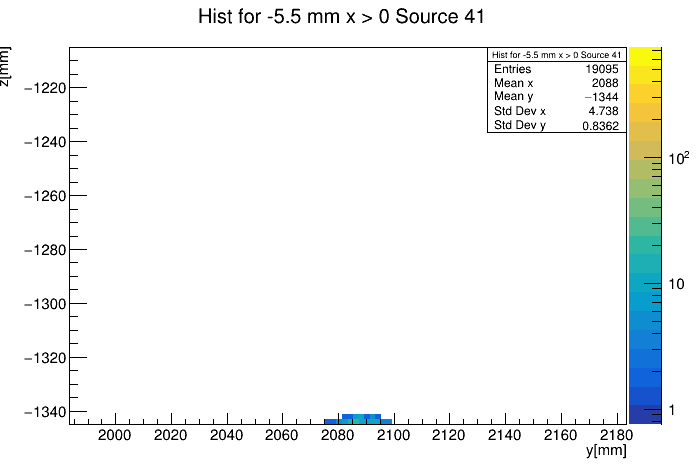 Hist for -5.5 mm x > 0 Source 41
z[mm]
Hist for -5.5 mm x > 0 Source 41
Entries 19095
Mean x 2088
Mean y −1344
Std Dev x 4.738
Std Dev y 0.8362
−1220
−1240
−1260
−1280
−1300
−1320
−1340
10²
10
1
2000 2020 2040 2060 2080 2100 2120 2140 2160 2180
y[mm]